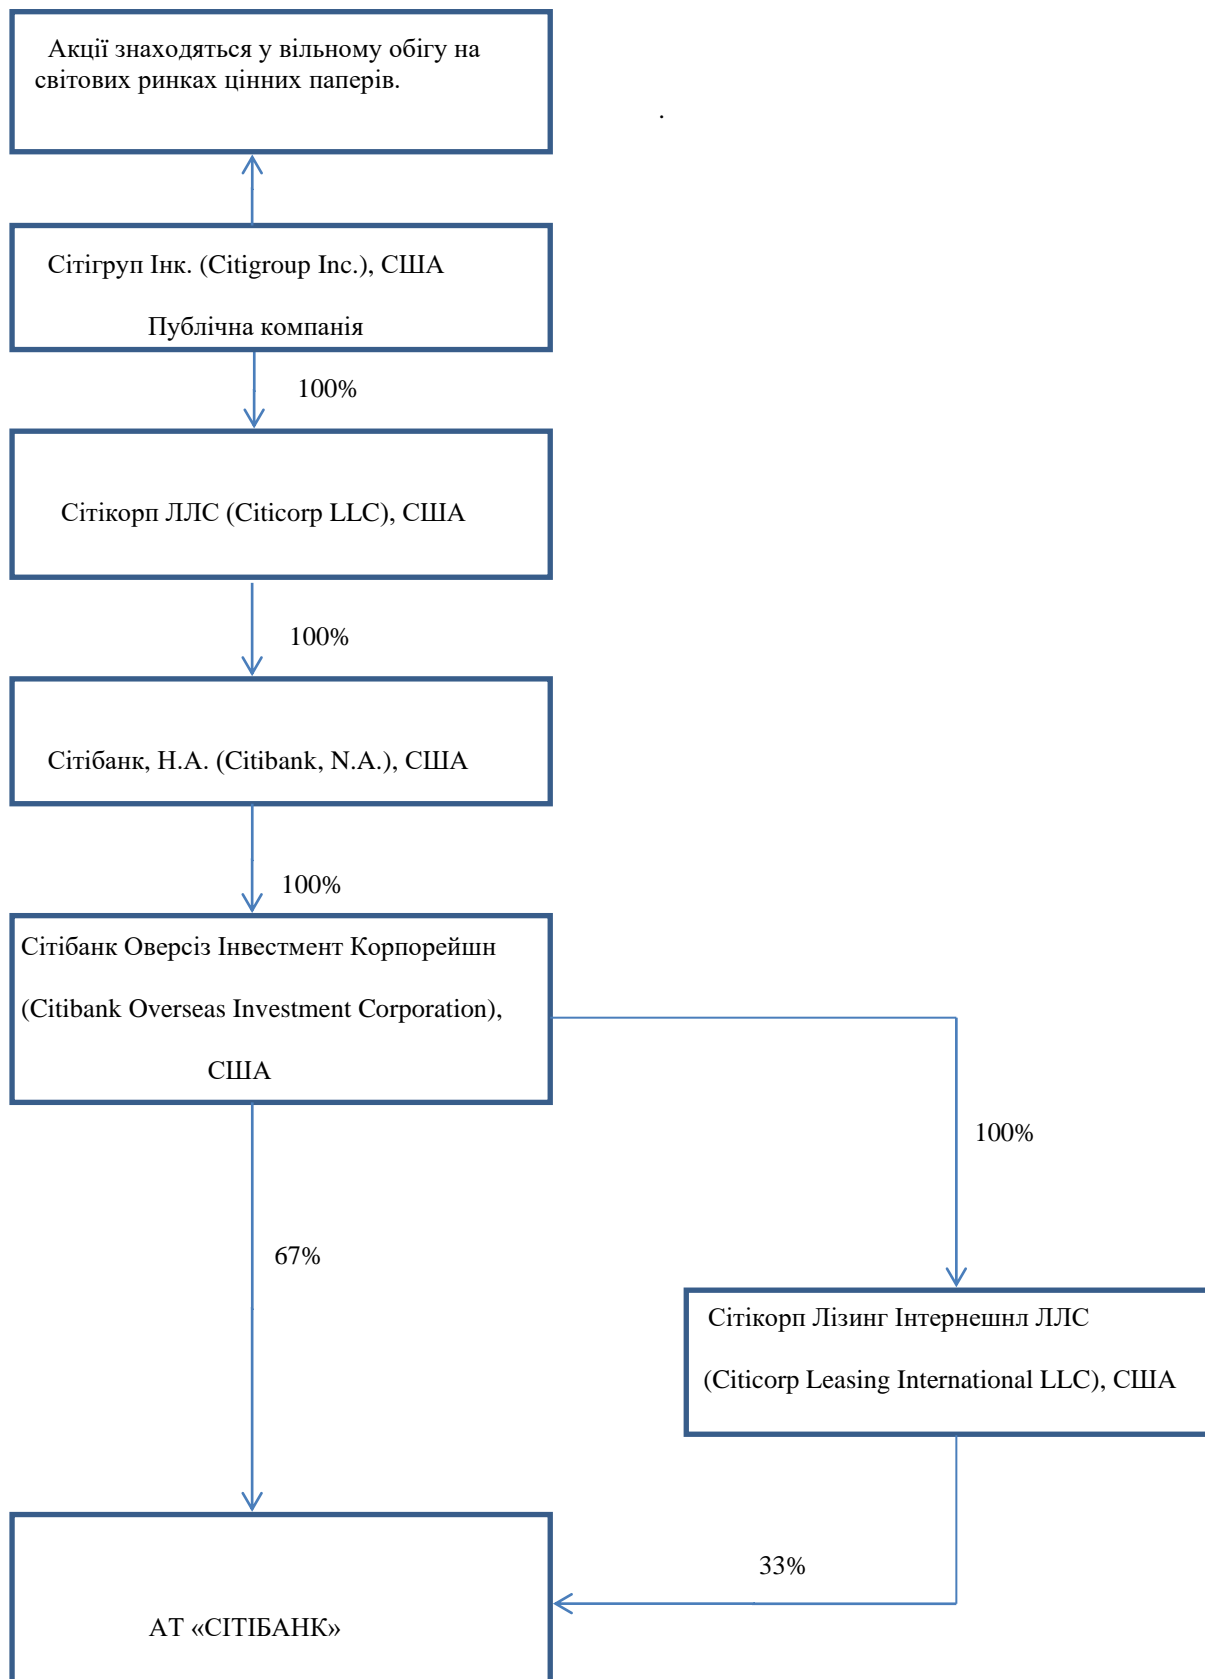 Акції знаходяться у вільному обігу на
світових ринках цінних паперів.
.
Сітігруп Інк. (Citigroup Inc.), США
Публічна компанія
100%
Сітікорп ЛЛС (Citicorp LLC), США
100%
Сітібанк, Н.А. (Citibank, N.A.), США
100%
Сітібанк Оверсіз Інвестмент Корпорейшн
(Citibank Overseas Investment Corporation),
США
100%
67%
Сітікорп Лізинг Інтернешнл ЛЛС
(Citicorp Leasing International LLC), США
33%
АТ «СІТІБАНК»